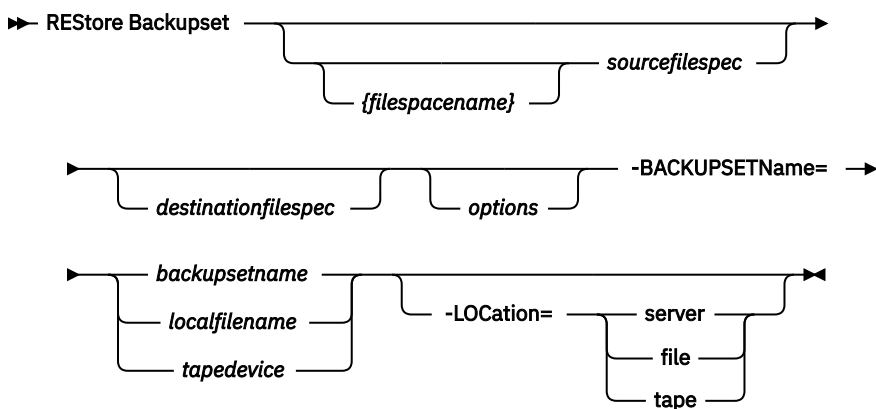 REStore Backupset
sourcefilespec
{filespacename}
-BACKUPSETName=
destinationfilespec
options
backupsetname
localfilename
tapedevice
-LOCation=
server
file
tape